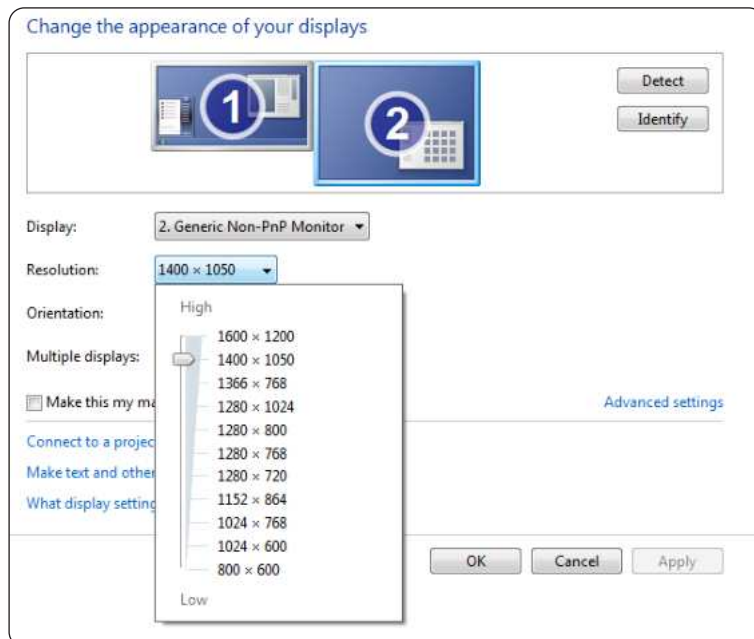 Change the appearance of your displays
1
2
Detect
Identify
Display:
2. Generic Non-PnP Monitor
Resolution:
1400 × 1050
Orientation:
High
1600 × 1200
Multiple displays:
1400 × 1050
1366 × 768
Make this my ma
1280 × 1024
Advanced settings
1280 × 800
Connect to a projec
1280 × 768
Make text and other
1280 × 720
What display setting
1152 × 864
1024 × 768
1024 × 600
800 × 600
Low
OK
Cancel
Apply